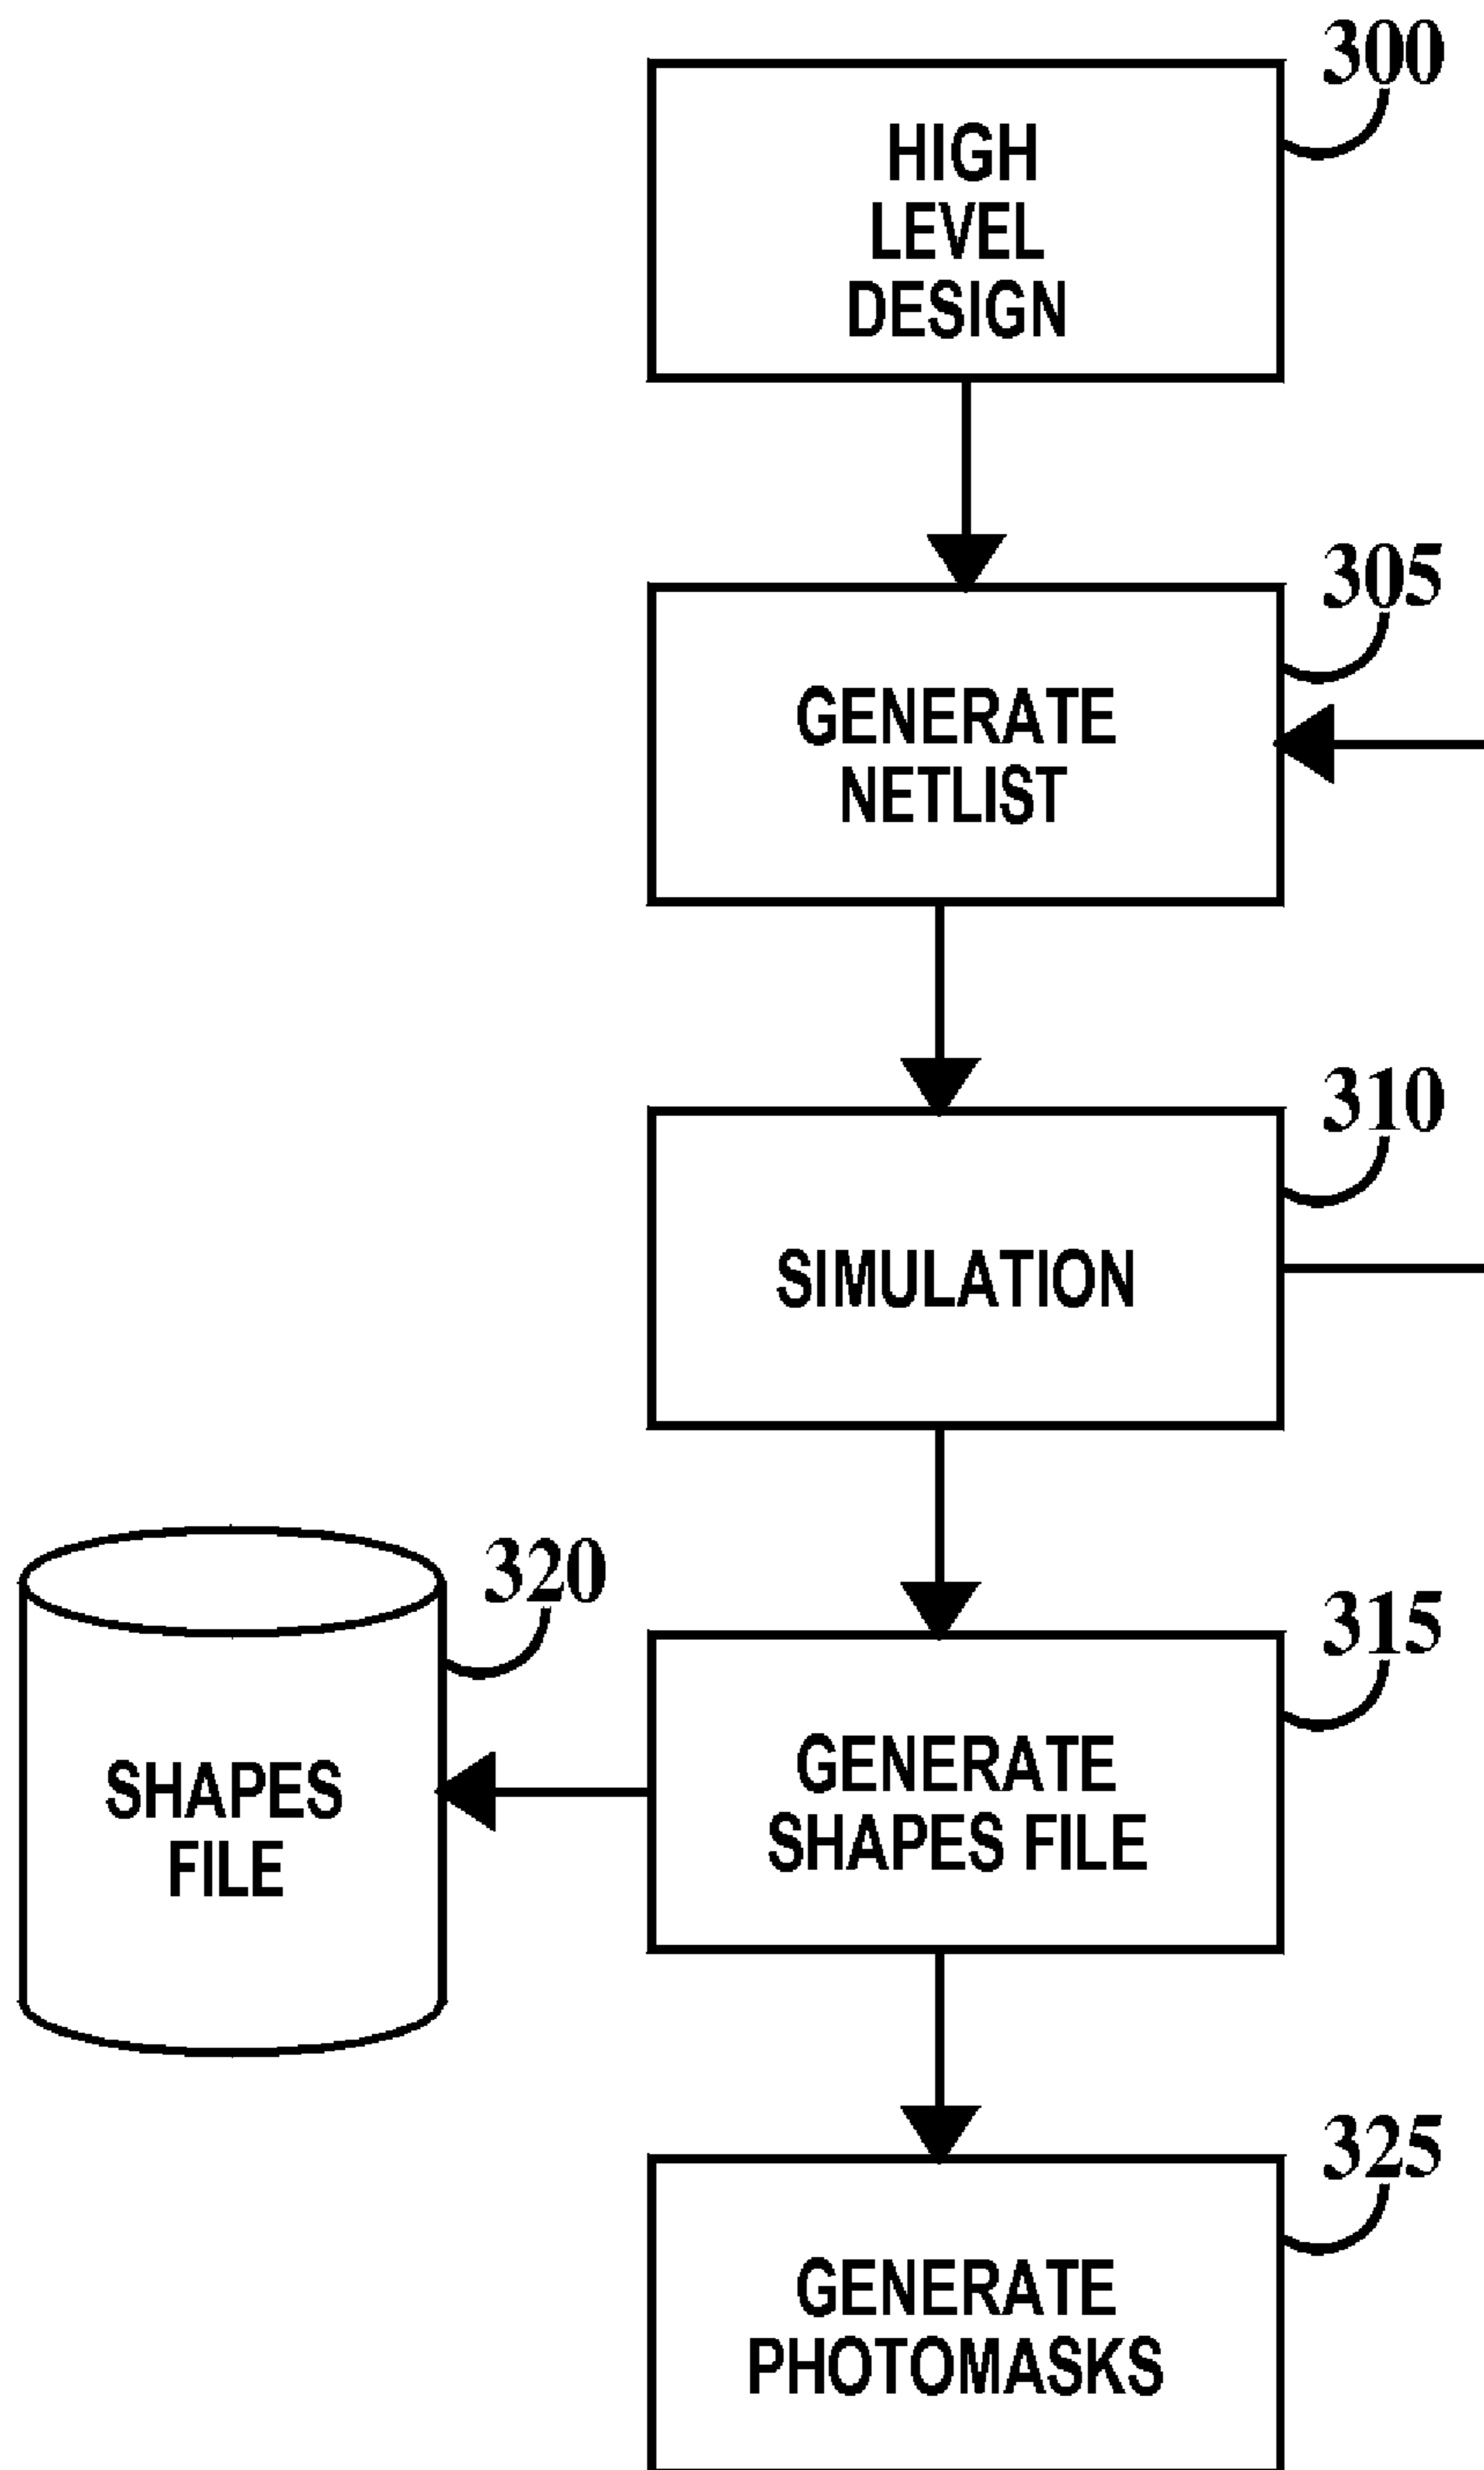 300
HIGH
LEVEL
DESIGN
305
GENERATE
NETLIST
310
SIMULATION
320
315
SHAPES
FILE
GENERATE
SHAPES FILE
325
GENERATE
PHOTOMASKS